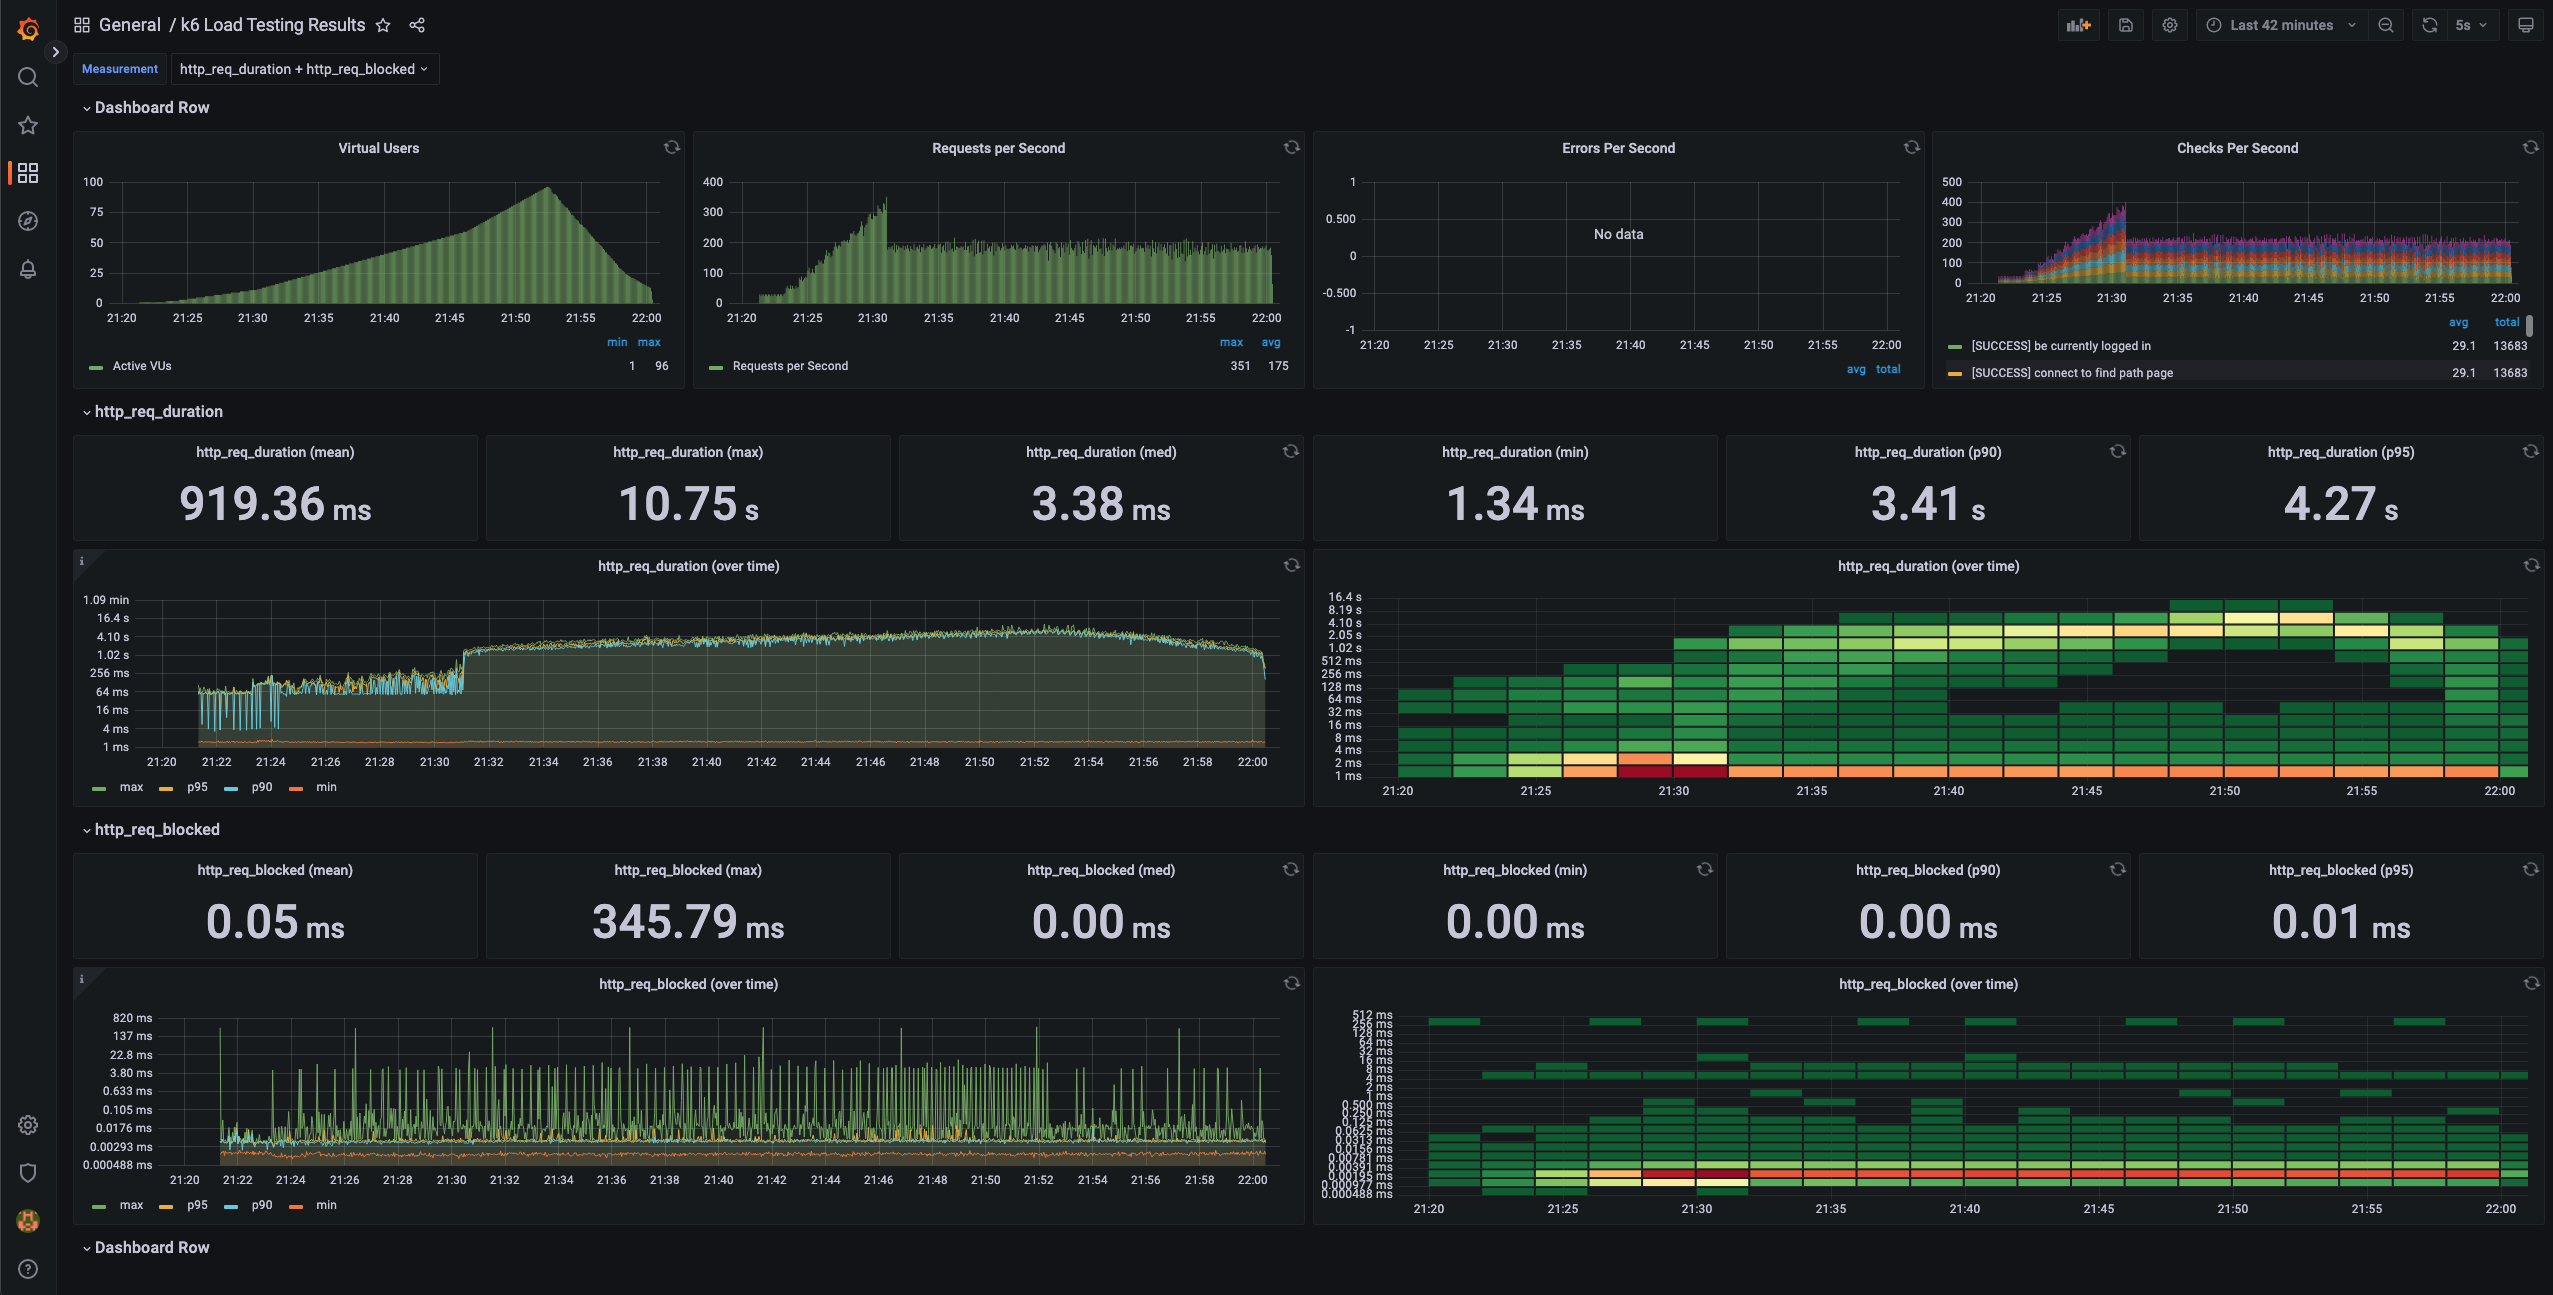 General / k6 Load Testing Results
Last 42 minutes
5s
Measurement
http_req_duration + http_req_blocked
Dashboard Row
Virtual Users
100
75
50
25
0
21:20 21:25 21:30 21:35 21:40 21:45 21:50 21:55 22:00
min max
Active VUs 1 96
Requests per Second
400
300
200
100
0
21:20 21:25 21:30 21:35 21:40 21:45 21:50 21:55 22:00
max avg
Requests per Second 351 175
Errors Per Second
1
0.500
0
-0.500
-1
No data
21:20 21:25 21:30 21:35 21:40 21:45 21:50 21:55 22:00
avg total
Checks Per Second
500
400
300
200
100
0
21:20 21:25 21:30 21:35 21:40 21:45 21:50 21:55 22:00
avg total
[SUCCESS] be currently logged in 29.1 13683
[SUCCESS] connect to find path page 29.1 13683
http_req_duration
http_req_duration (mean)
919.36 ms
http_req_duration (max)
10.75 s
http_req_duration (med)
3.38 ms
http_req_duration (min)
1.34 ms
http_req_duration (p90)
3.41 s
http_req_duration (p95)
4.27 s
i
http_req_duration (over time)
1.09 min
16.4 s
4.10 s
1.02 s
256 ms
64 ms
16 ms
4 ms
1 ms
21:20 21:22 21:24 21:26 21:28 21:30 21:32 21:34 21:36 21:38 21:40 21:42 21:44 21:46 21:48 21:50 21:52 21:54 21:56 21:58 22:00
max p95 p90 min
http_req_duration (over time)
16.4 s
8.19 s
4.10 s
2.05 s
1.02 s
512 ms
256 ms
128 ms
64 ms
32 ms
16 ms
8 ms
4 ms
2 ms
1 ms
21:20 21:25 21:30 21:35 21:40 21:45 21:50 21:55 22:00
http_req_blocked
http_req_blocked (mean)
0.05 ms
http_req_blocked (max)
345.79 ms
http_req_blocked (med)
0.00 ms
http_req_blocked (min)
0.00 ms
http_req_blocked (p90)
0.00 ms
http_req_blocked (p95)
0.01 ms
i
http_req_blocked (over time)
820 ms
137 ms
22.8 ms
3.80 ms
0.633 ms
0.105 ms
0.0176 ms
0.00293 ms
0.000488 ms
21:20 21:22 21:24 21:26 21:28 21:30 21:32 21:34 21:36 21:38 21:40 21:42 21:44 21:46 21:48 21:50 21:52 21:54 21:56 21:58 22:00
max p95 p90 min
http_req_blocked (over time)
512 ms
256 ms
128 ms
64 ms
32 ms
16 ms
8 ms
4 ms
2 ms
1 ms
0.500 ms
0.250 ms
0.125 ms
0.0625 ms
0.0313 ms
0.0156 ms
0.00781 ms
0.00391 ms
0.00195 ms
0.000977 ms
0.000488 ms
21:20 21:25 21:30 21:35 21:40 21:45 21:50 21:55 22:00
Dashboard Row